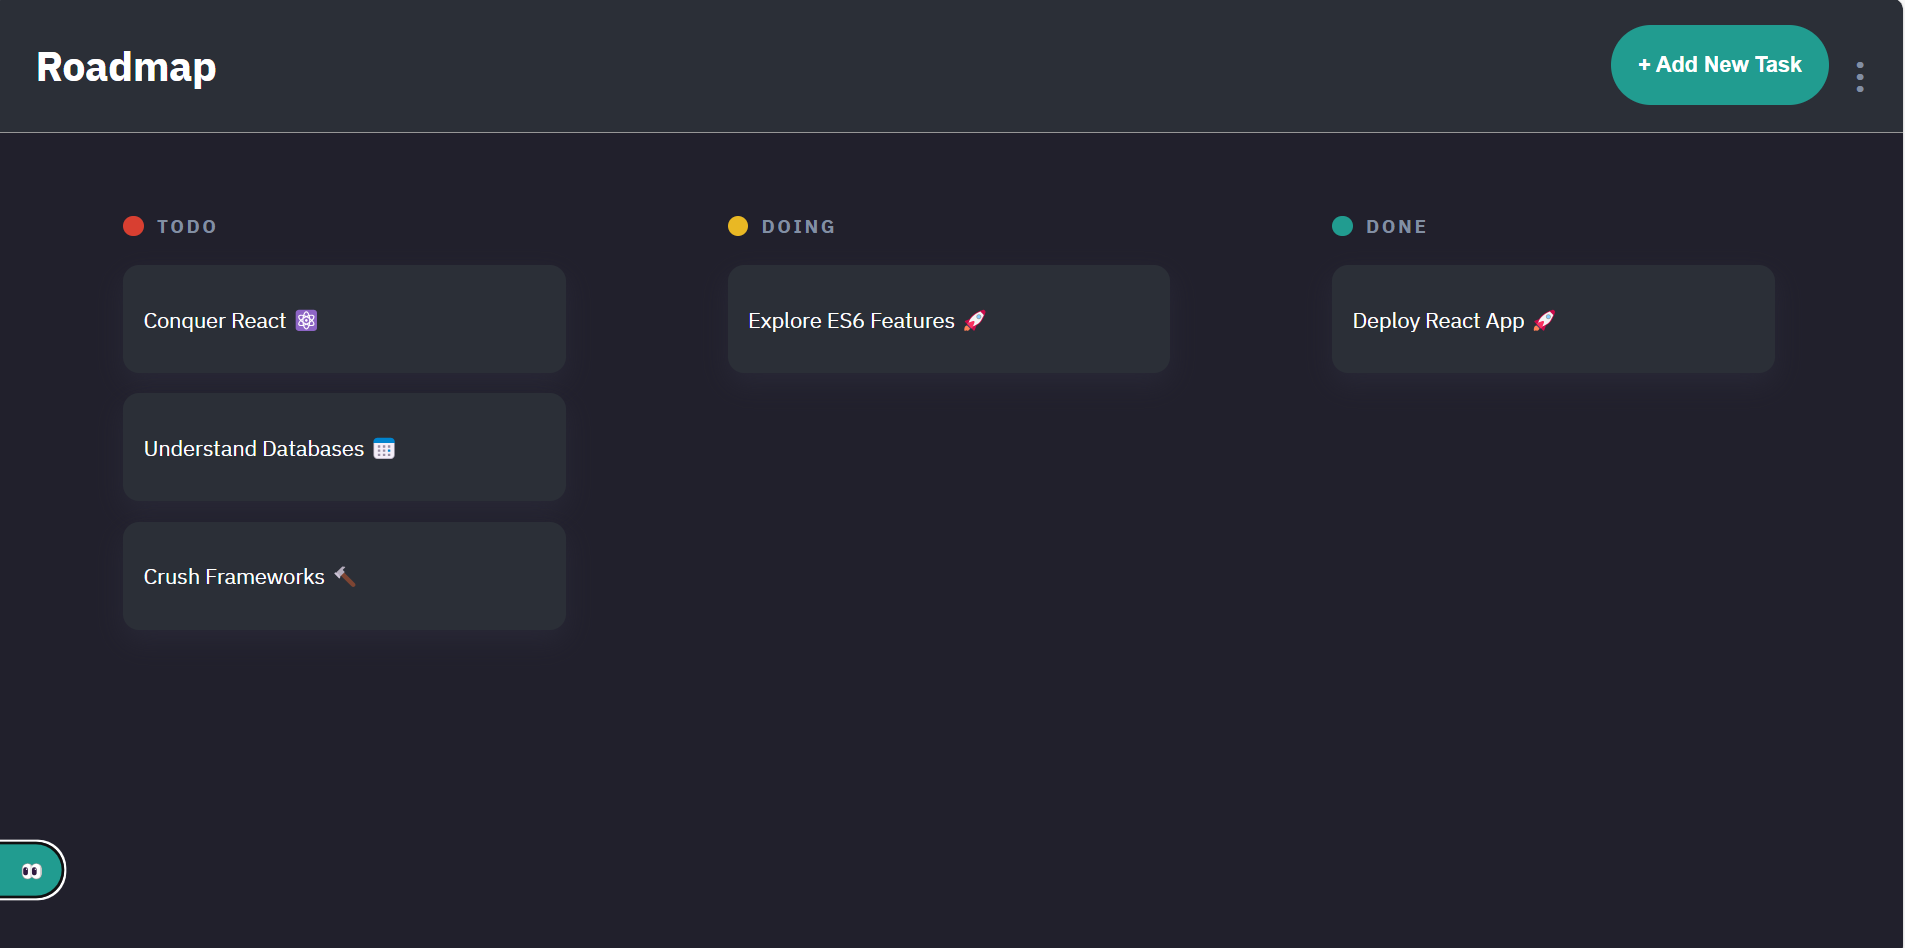 Roadmap
+ Add New Task
TODO
Conquer React ⚛️
Understand Databases 🗓️
Crush Frameworks 🔨
DOING
Explore ES6 Features 🚀
DONE
Deploy React App 🚀
👀